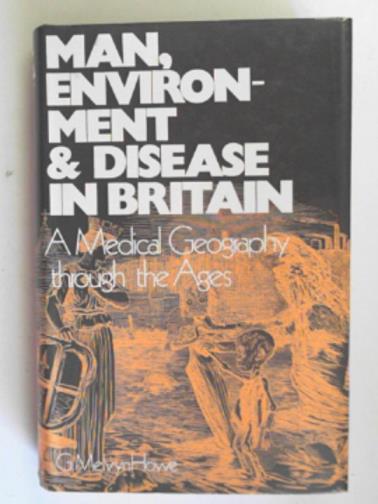 MAN,
ENVIRON-
MENT
& DISEASE
IN BRITAIN
A Medical Geography
through the Ages
G. Melvyn Howe